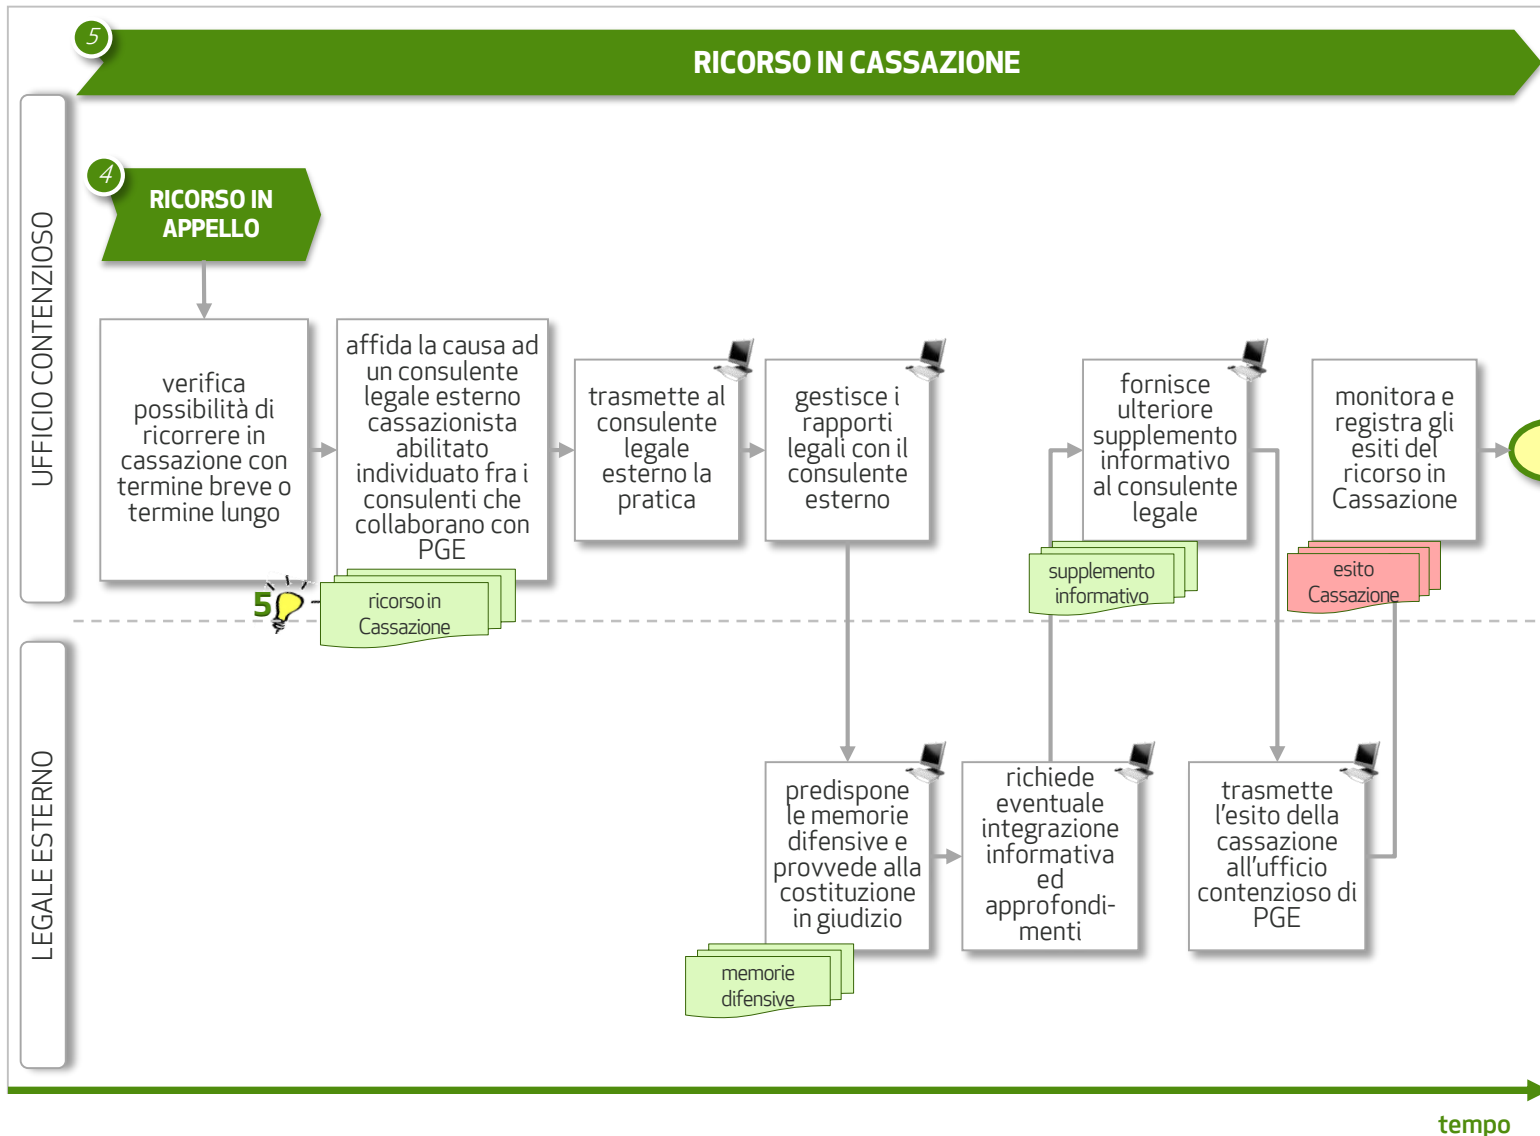 5
RICORSO IN CASSAZIONE
UFFICIO CONTENZIOSO
4
RICORSO IN
APPELLO
verifica
possibilità di
ricorrere in
cassazione con
termine breve o
termine lungo
affida la causa ad
un consulente
legale esterno
cassazionista
abilitato
individuato fra i
consulenti che
collaborano con
PGE
trasmette al
consulente
legale
esterno la
pratica
gestisce i
rapporti
legali con il
consulente
esterno
fornisce
ulteriore
supplemento
informativo
al consulente
legale
monitora e
registra gli
esiti del
ricorso in
Cassazione
5
ricorso in
Cassazione
supplemento
informativo
esito
Cassazione
LEGALE ESTERNO
predispone
le memorie
difensive e
provvede alla
costituzione
in giudizio
richiede
eventuale
integrazione
informativa
ed
approfondi-
menti
trasmette
l'esito della
cassazione
all'ufficio
contenzioso di
PGE
memorie
difensive
tempo